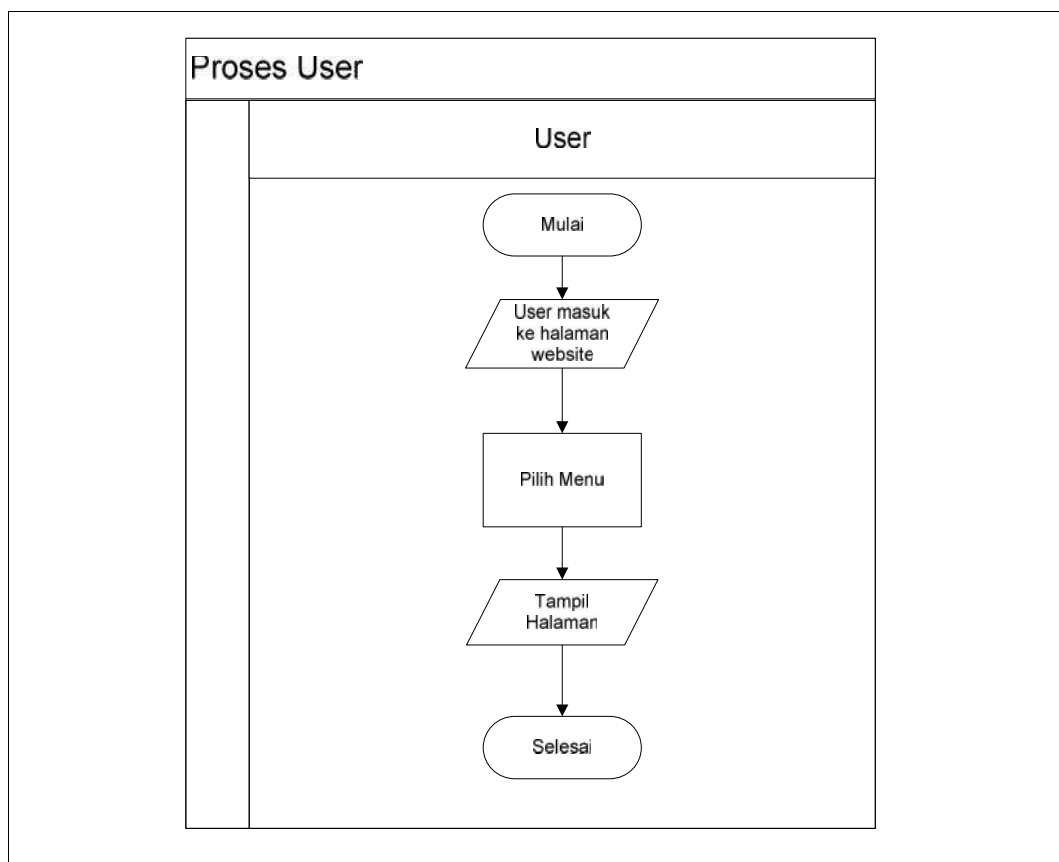 Proses User
User
Mulai
User masuk
ke halaman
website
Pilih Menu
Tampil
Halaman
Selesai